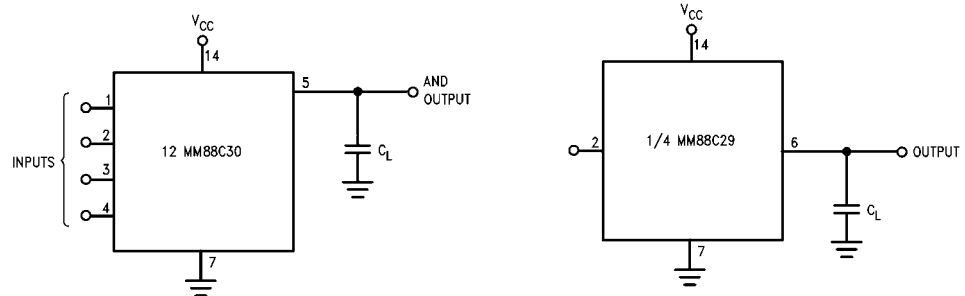 VCC
14
1
2
3
4
INPUTS
12 MM88C30
5
AND
OUTPUT
CL
7
VCC
14
2
1/4 MM88C29
6
OUTPUT
CL
7